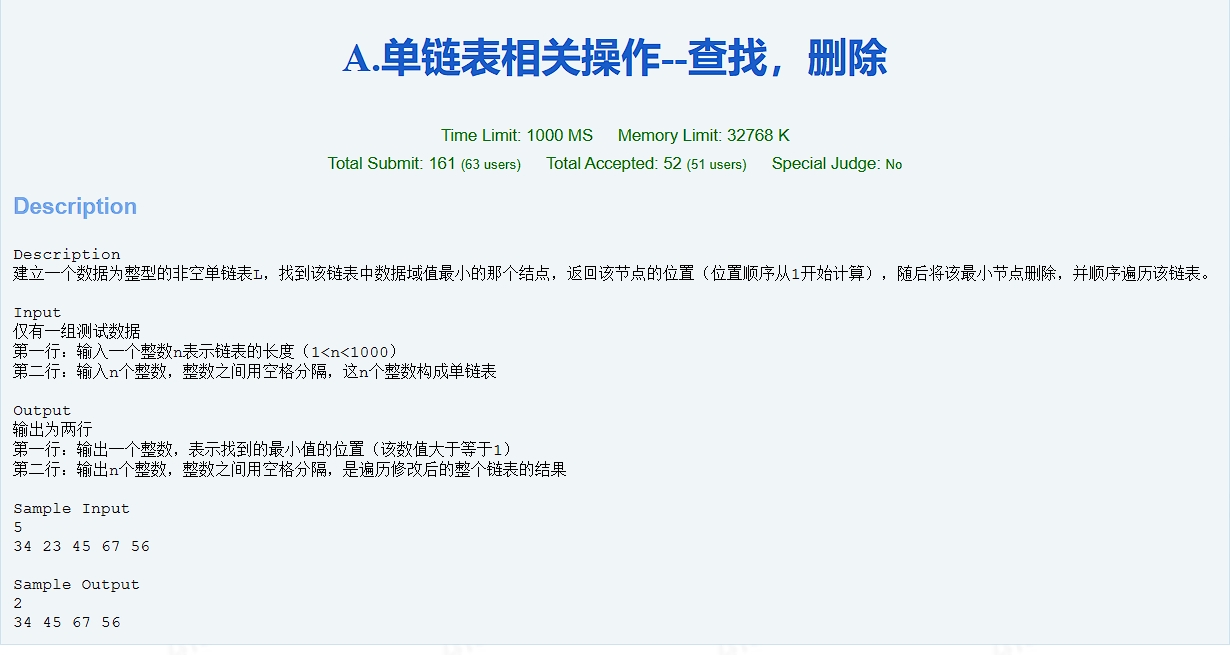 A.单链表相关操作--查找，删除
Time Limit: 1000 MS Memory Limit: 32768 K
Total Submit: 161 (63 users) Total Accepted: 52 (51 users) Special Judge: No
Description
Description
建立一个数据为整型的非空单链表L，找到该链表中数据域值最小的那个结点，返回该节点的位置（位置顺序从1开始计算），随后将该最小节点删除，并顺序遍历该链表。
Input
仅有一组测试数据
第一行：输入一个整数n表示链表的长度（1<n<1000）
第二行：输入n个整数，整数之间用空格分隔，这n个整数构成单链表
Output
输出为两行
第一行：输出一个整数，表示找到的最小值的位置（该数值大于等于1）
第二行：输出n个整数，整数之间用空格分隔，是遍历修改后的整个链表的结果
Sample Input
5
34 23 45 67 56
Sample Output
2
34 45 67 56